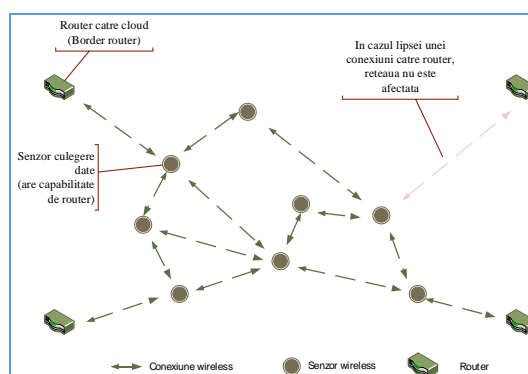 Router catre cloud
(Border router)
In cazul lipsei unei
conexiuni catre router,
reteaua nu este
afectata
Senzor culegere
date
(are capabilitate
de router)
Conexiune wireless
Senzor wireless
Router